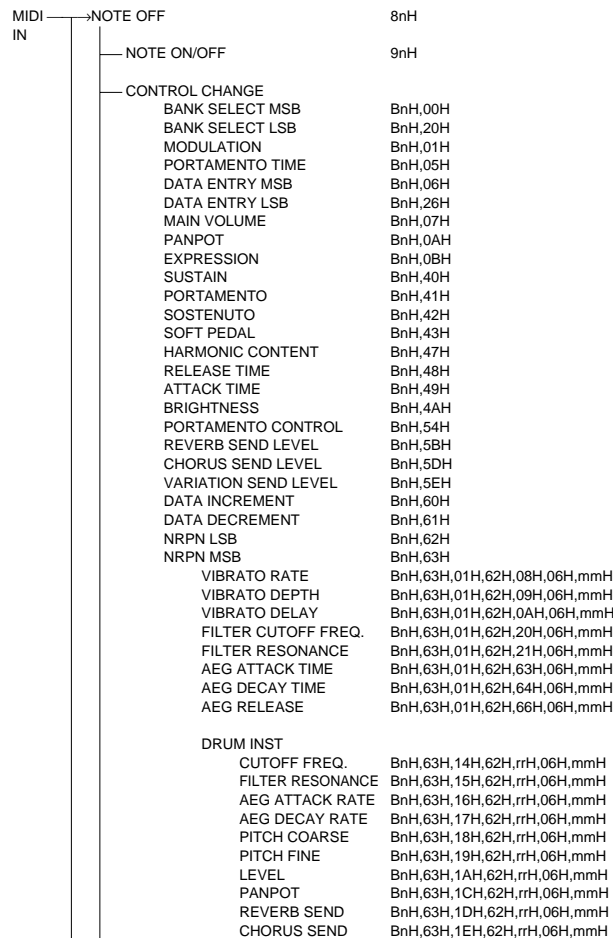 MIDI IN NOTE OFF 8nH
NOTE ON/OFF 9nH
CONTROL CHANGE
BANK SELECT MSB BnH,00H
BANK SELECT LSB BnH,20H
MODULATION BnH,01H
PORTAMENTO TIME BnH,05H
DATA ENTRY MSB BnH,06H
DATA ENTRY LSB BnH,26H
MAIN VOLUME BnH,07H
PANPOT BnH,0AH
EXPRESSION BnH,0BH
SUSTAIN BnH,40H
PORTAMENTO BnH,41H
SOSTENUTO BnH,42H
SOFT PEDAL BnH,43H
HARMONIC CONTENT BnH,47H
RELEASE TIME BnH,48H
ATTACK TIME BnH,49H
BRIGHTNESS BnH,4AH
PORTAMENTO CONTROL BnH,54H
REVERB SEND LEVEL BnH,5BH
CHORUS SEND LEVEL BnH,5DH
VARIATION SEND LEVEL BnH,5EH
DATA INCREMENT BnH,60H
DATA DECREMENT BnH,61H
NRPN LSB BnH,62H
NRPN MSB BnH,63H
VIBRATO RATE BnH,63H,01H,62H,08H,06H,mmH
VIBRATO DEPTH BnH,63H,01H,62H,09H,06H,mmH
VIBRATO DELAY BnH,63H,01H,62H,0AH,06H,mmH
FILTER CUTOFF FREQ. BnH,63H,01H,62H,20H,06H,mmH
FILTER RESONANCE BnH,63H,01H,62H,21H,06H,mmH
AEG ATTACK TIME BnH,63H,01H,62H,63H,06H,mmH
AEG DECAY TIME BnH,63H,01H,62H,64H,06H,mmH
AEG RELEASE BnH,63H,01H,62H,66H,06H,mmH
DRUM INST
CUTOFF FREQ. BnH,63H,14H,62H,rrH,06H,mmH
FILTER RESONANCE BnH,63H,15H,62H,rrH,06H,mmH
AEG ATTACK RATE BnH,63H,16H,62H,rrH,06H,mmH
AEG DECAY RATE BnH,63H,17H,62H,rrH,06H,mmH
PITCH COARSE BnH,63H,18H,62H,rrH,06H,mmH
PITCH FINE BnH,63H,19H,62H,rrH,06H,mmH
LEVEL BnH,63H,1AH,62H,rrH,06H,mmH
PANPOT BnH,63H,1CH,62H,rrH,06H,mmH
REVERB SEND BnH,63H,1DH,62H,rrH,06H,mmH
CHORUS SEND BnH,63H,1EH,62H,rrH,06H,mmH